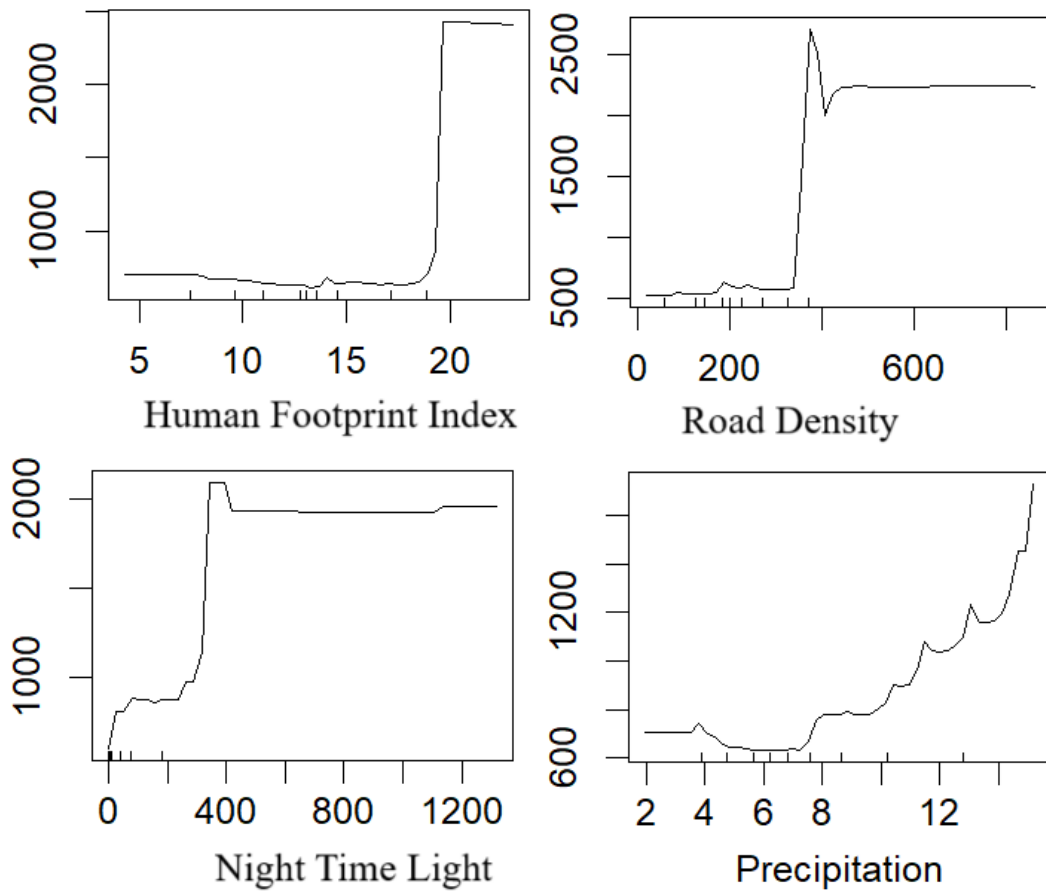 2000
1000
5 10 15 20
Human Footprint Index
2500
1500
500
0 200 600
Road Density
2000
1000
0 400 800 1200
Night Time Light
1200
600
2 4 6 8 12
Precipitation